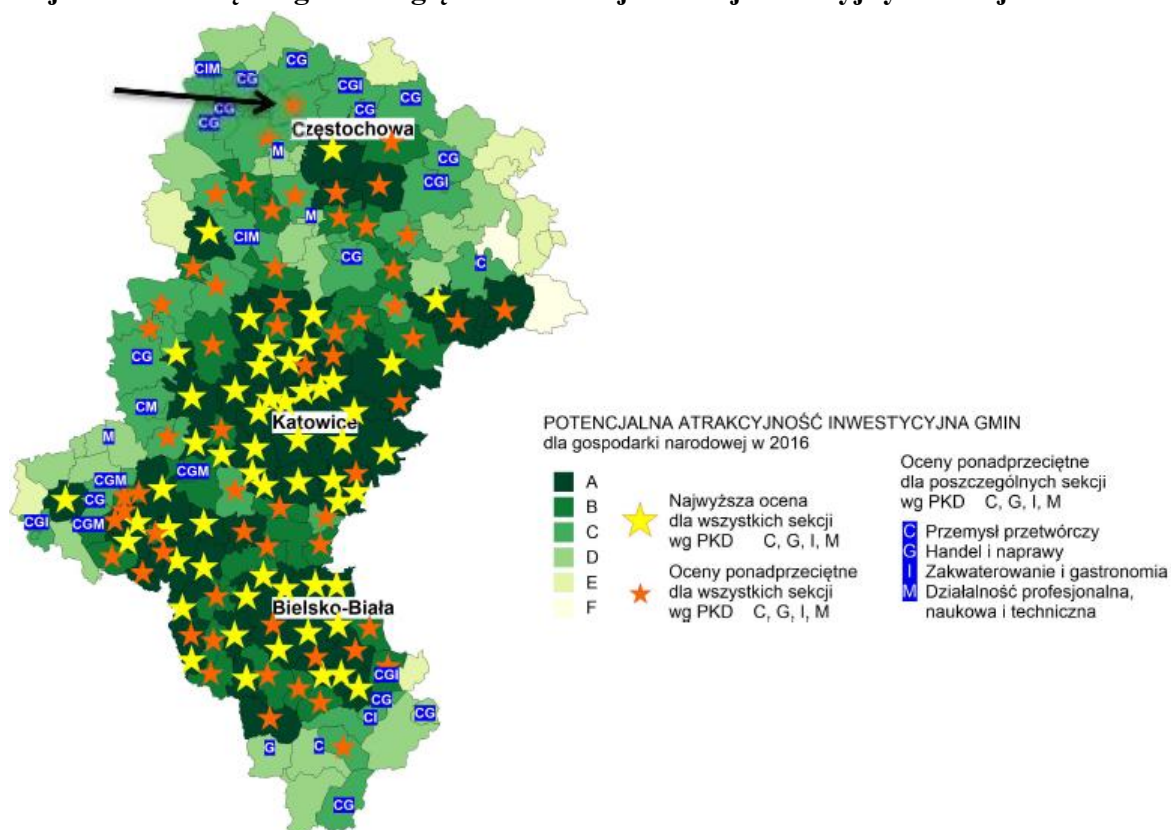 CG
CIM
CG
CGI
CG
CG
CG
CG
Częstochowa
M
CG
CGI
M
CIM
CG
C
CG
CM
Katowice
M
CGM
CGM
CG
CGI
CGM
Bielsko-Biała
CGI
CG
CI
CG
G
C
CG
POTENCJALNA ATRAKCYJNOŚĆ INWESTYCYJNA GMIN
dla gospodarki narodowej w 2016
A
B
C
D
E
F
Najwyższa ocena
dla wszystkich sekcji
wg PKD C, G, I, M
Oceny ponadprzeciętne
dla wszystkich sekcji
wg PKD C, G, I, M
Oceny ponadprzeciętne
dla poszczególnych sekcji
wg PKD C, G, I, M
C Przemysł przetwórczy
G Handel i naprawy
I Zakwaterowanie i gastronomia
M Działalność profesjonalna,
naukowa i techniczna